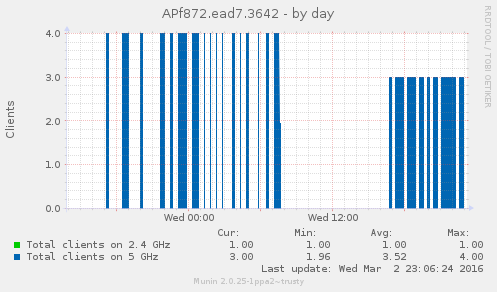 APf872.ead7.3642 - by day
RRDTOOL / TOBI OETIKER
Clients
4.0
3.0
2.0
1.0
0.0
Wed 00:00 Wed 12:00
Cur: Min: Avg: Max:
Total clients on 2.4 GHz 1.00 1.00 1.00 1.00
Total clients on 5 GHz 3.00 1.96 3.52 4.00
Last update: Wed Mar 2 23:06:24 2016
Munin 2.0.25-1ppa2~trusty